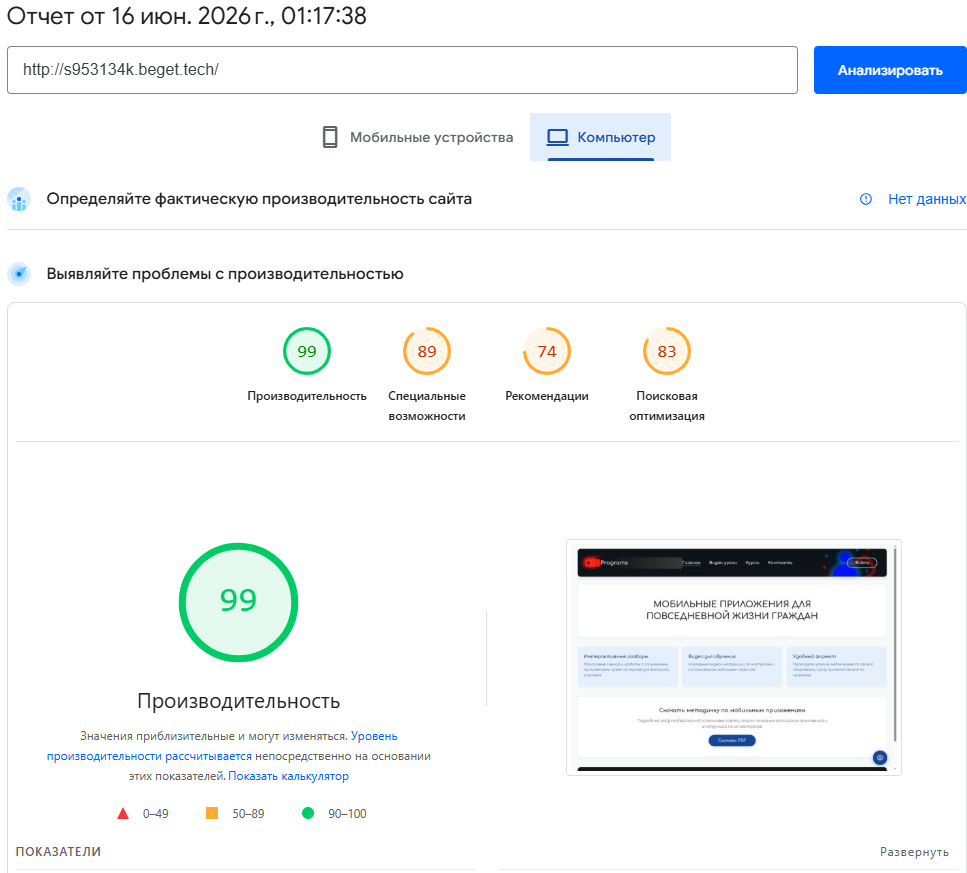 Отчет от 16 июн. 2026 г., 01:17:38
http://s953134k.beget.tech/
Анализировать
Мобильные устройства
Компьютер
Определяйте фактическую производительность сайта
Нет данных
Выявляйте проблемы с производительностью
99
89
74
83
Производительность
Специальные
возможности
Рекомендации
Поисковая
оптимизация
99
Производительность
Значения приблизительные и могут изменяться. Уровень
производительности рассчитывается непосредственно на основании
этих показателей. Показать калькулятор
0–49
50–89
90–100
Programs
Главная
Видео уроки
Курсы
Контакты
Войти
МОБИЛЬНЫЕ ПРИЛОЖЕНИЯ ДЛЯ
ПОВСЕДНЕВНОЙ ЖИЗНИ ГРАЖДАН
Интерактивные разборы
Видео для обучения
Удобный формат
Скачать методичку по мобильным приложениям
Скачать PDF
ПОКАЗАТЕЛИ
Развернуть